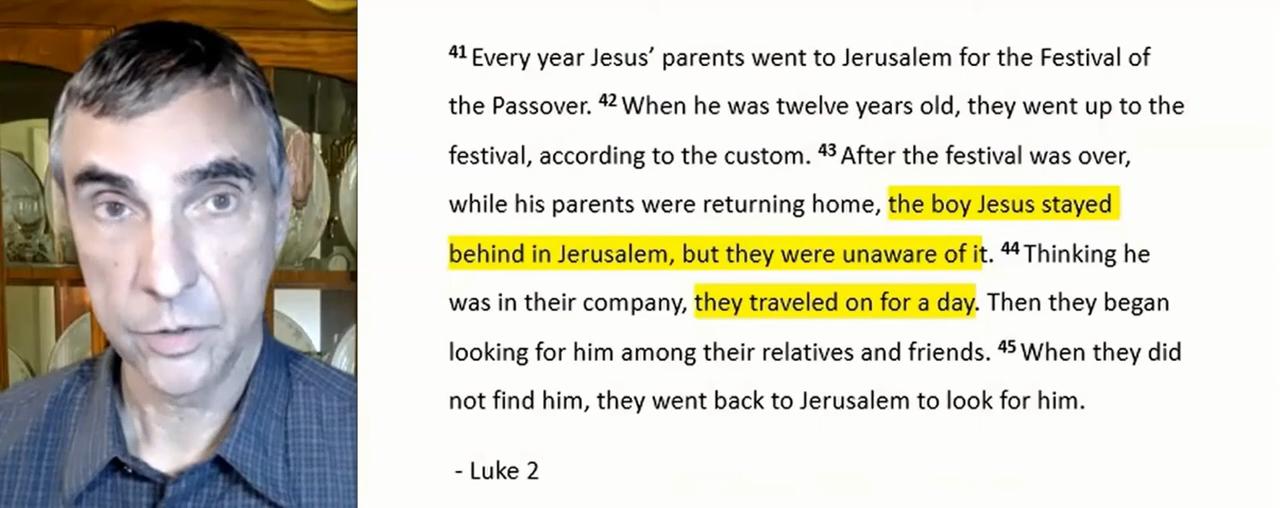 41 Every year Jesus’ parents went to Jerusalem for the Festival of
the Passover. 42 When he was twelve years old, they went up to the
festival, according to the custom. 43 After the festival was over,
while his parents were returning home, the boy Jesus stayed
behind in Jerusalem, but they were unaware of it. 44 Thinking he
was in their company, they traveled on for a day. Then they began
looking for him among their relatives and friends. 45 When they did
not find him, they went back to Jerusalem to look for him.
- Luke 2